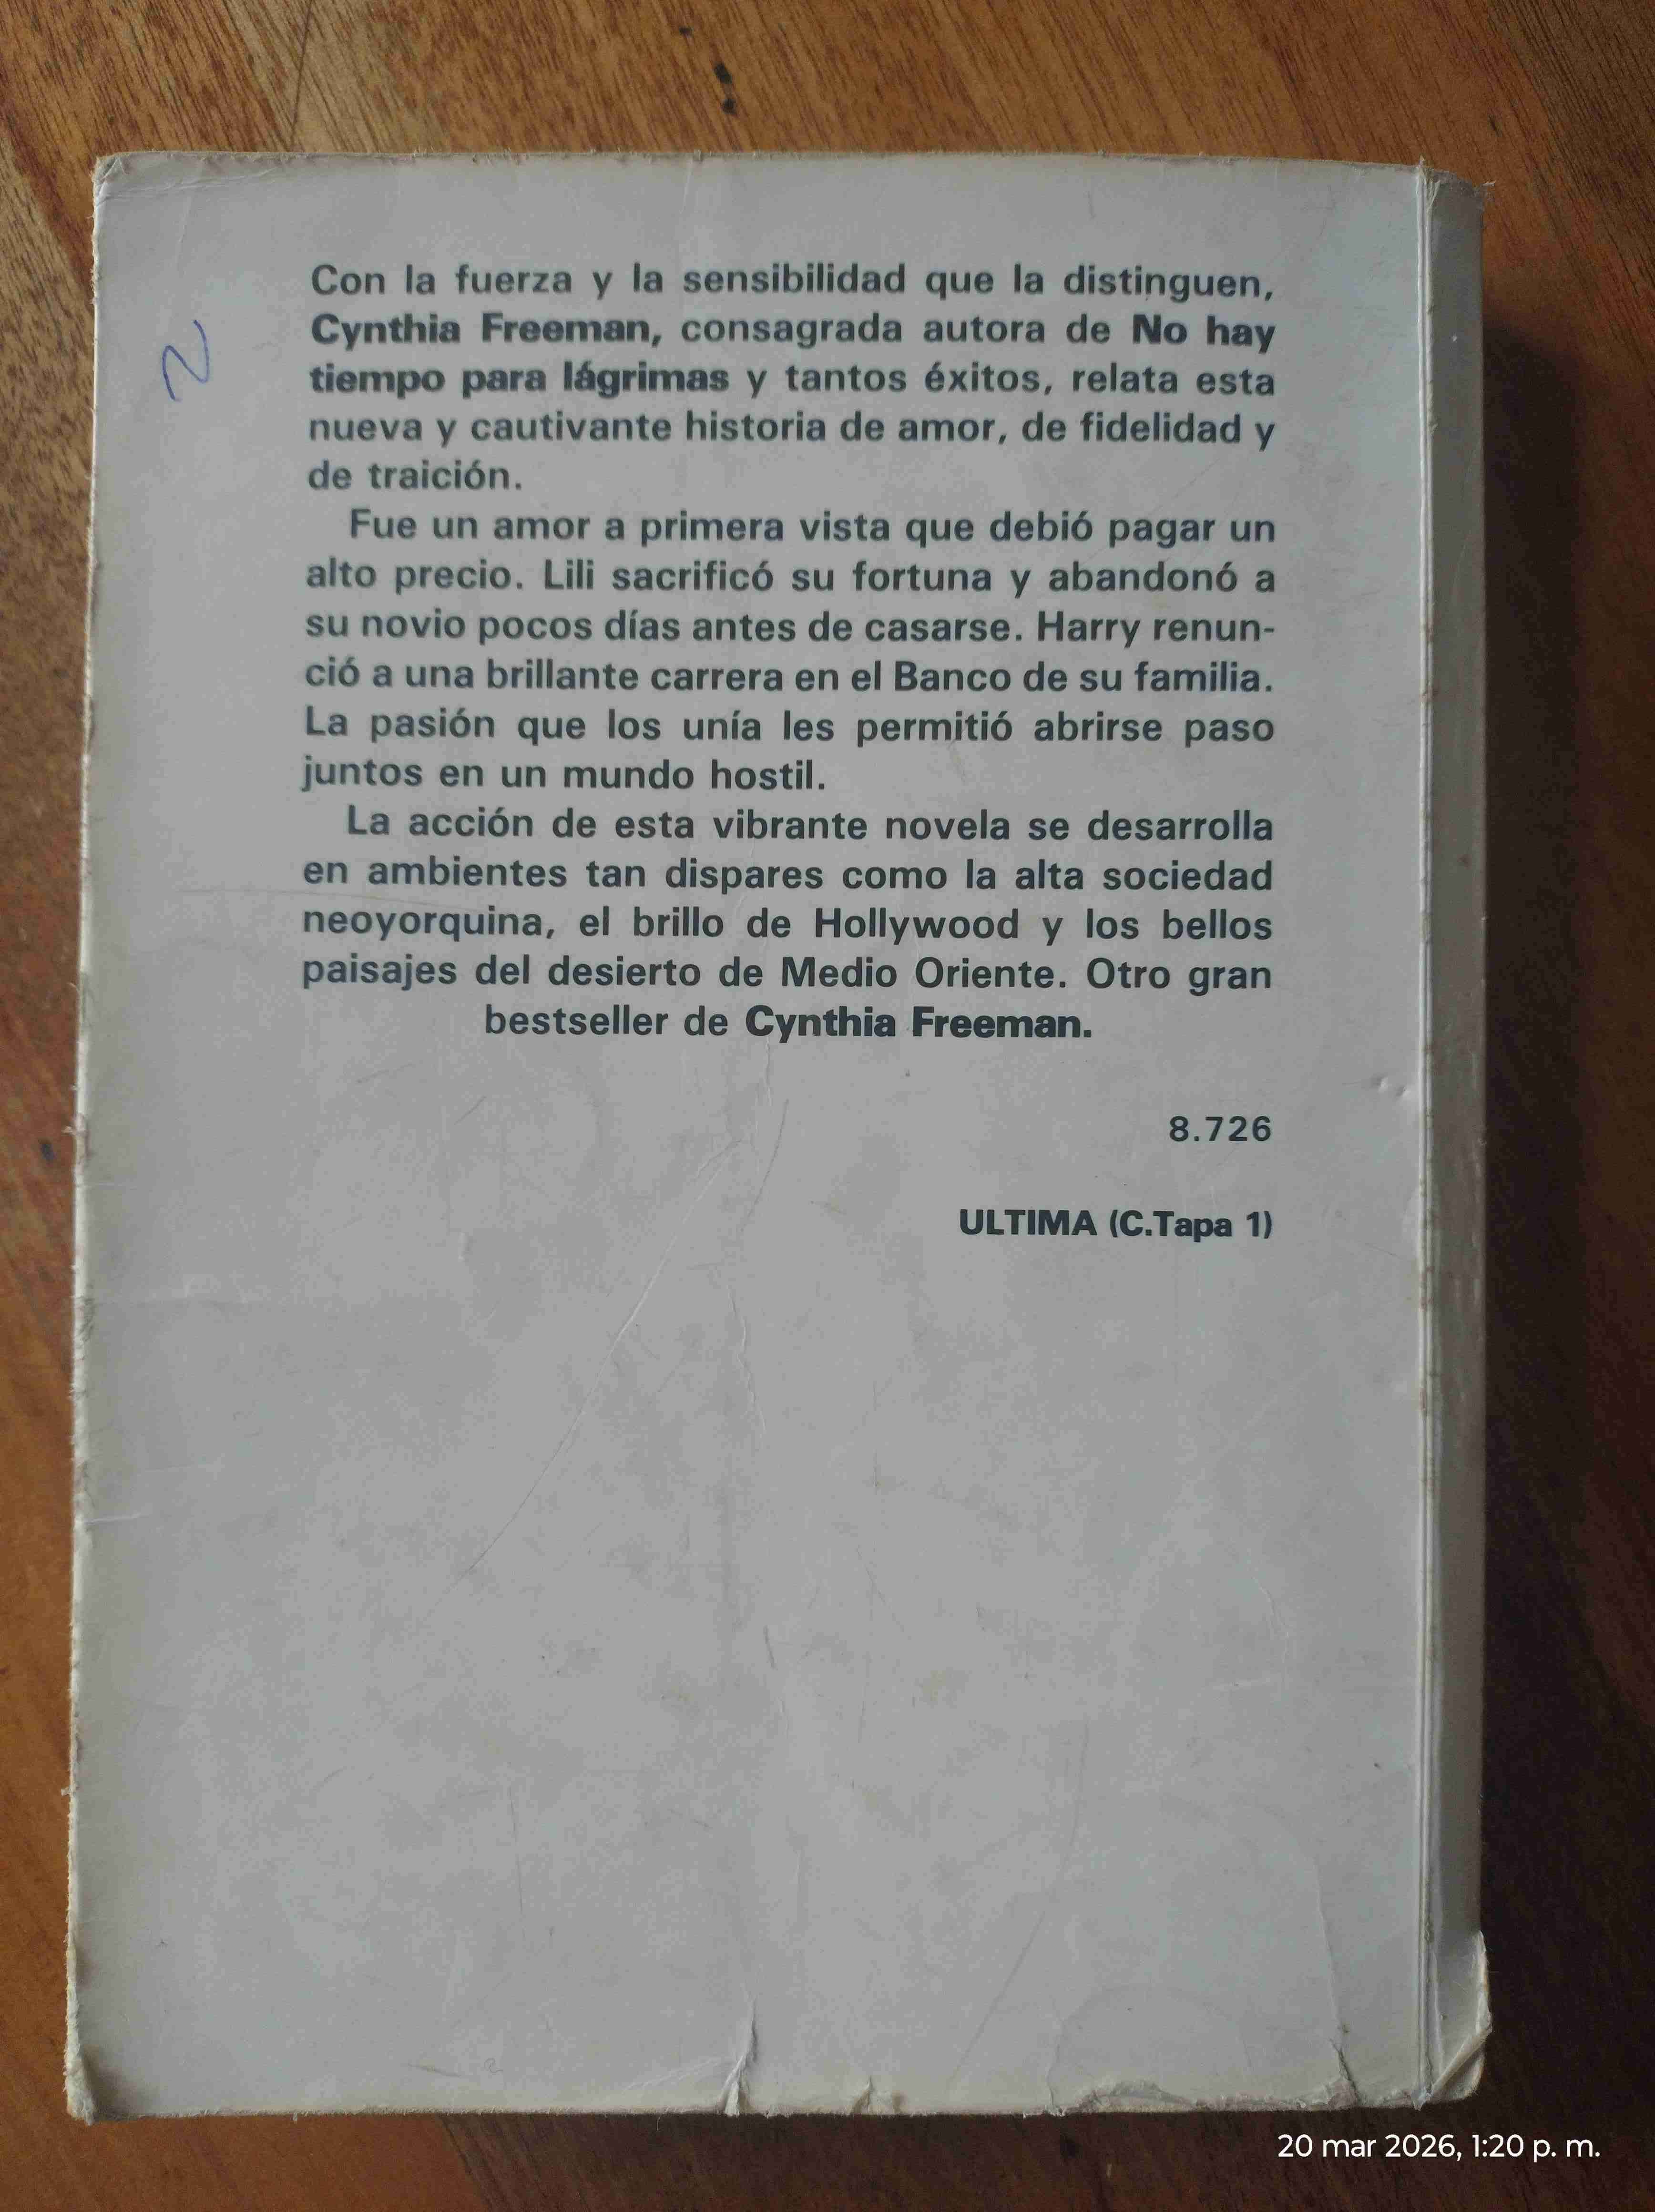 Con la fuerza y la sensibilidad que la distinguen,
Cynthia Freeman, consagrada autora de No hay
tiempo para lágrimas y tantos éxitos, relata esta
nueva y cautivante historia de amor, de fidelidad y
de traición.
Fue un amor a primera vista que debió pagar un
alto precio. Lili sacrificó su fortuna y abandonó a
su novio pocos días antes de casarse. Harry renun-
ció a una brillante carrera en el Banco de su familia.
La pasión que los unía les permitió abrirse paso
juntos en un mundo hostil.
La acción de esta vibrante novela se desarrolla
en ambientes tan dispares como la alta sociedad
neoyorquina, el brillo de Hollywood y los bellos
paisajes del desierto de Medio Oriente. Otro gran
bestseller de Cynthia Freeman.
8.726
ULTIMA (C.Tapa 1)
20 mar 2026, 1:20 p. m.